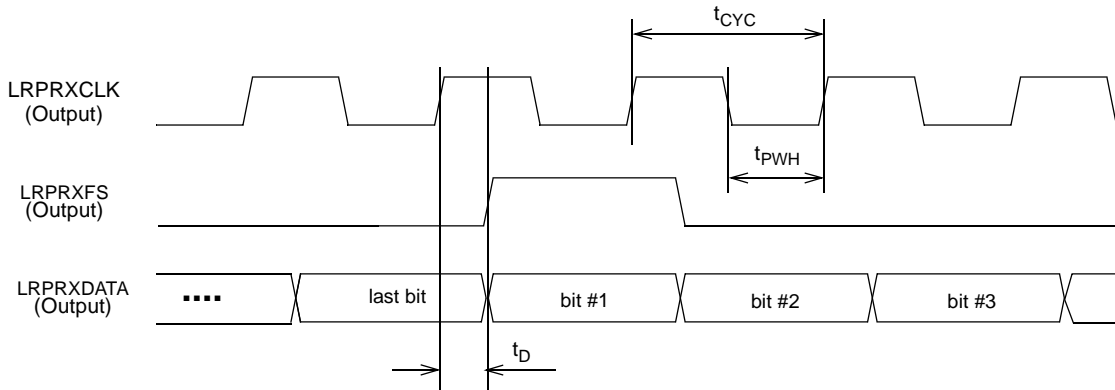 tCYC
LRPRXCLK
(Output)
tPWH
LRPRXFS
(Output)
LRPRXDATA
(Output)
....
last bit
bit #1
bit #2
bit #3
tD